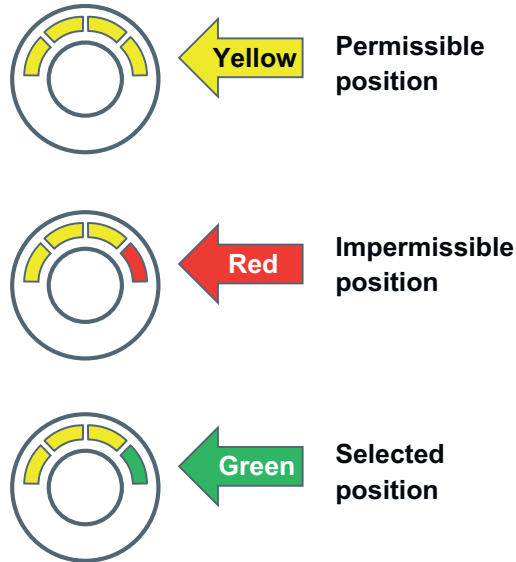 Yellow
Permissible
position
Red
Impermissible
position
Green
Selected
position